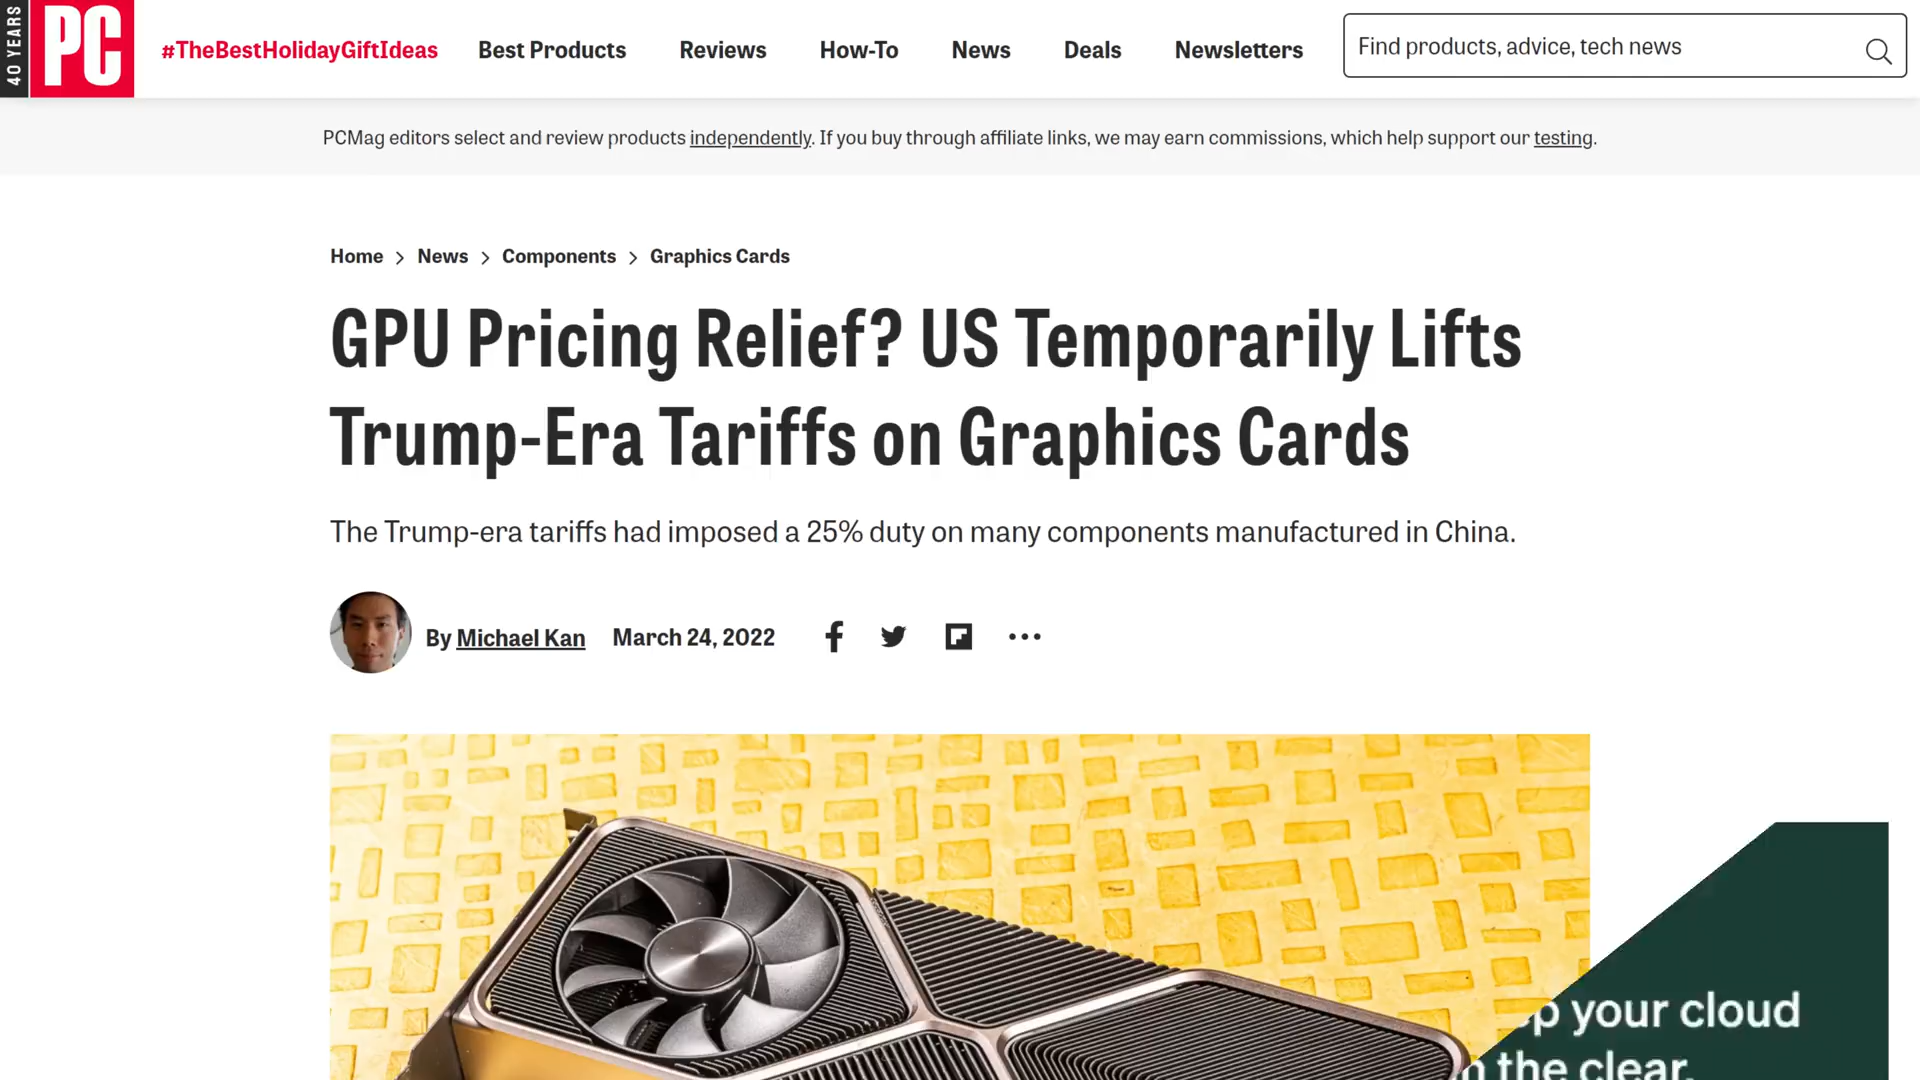 40 YEARS
PC
#TheBestHolidayGiftIdeas
Best Products
Reviews
How-To
News
Deals
Newsletters
Find products, advice, tech news
PCMag editors select and review products independently. If you buy through affiliate links, we may earn commissions, which help support our testing.
Home > News > Components > Graphics Cards
GPU Pricing Relief? US Temporarily Lifts
Trump-Era Tariffs on Graphics Cards
The Trump-era tariffs had imposed a 25% duty on many components manufactured in China.
By Michael Kan
March 24, 2022
your cloud
the clear.